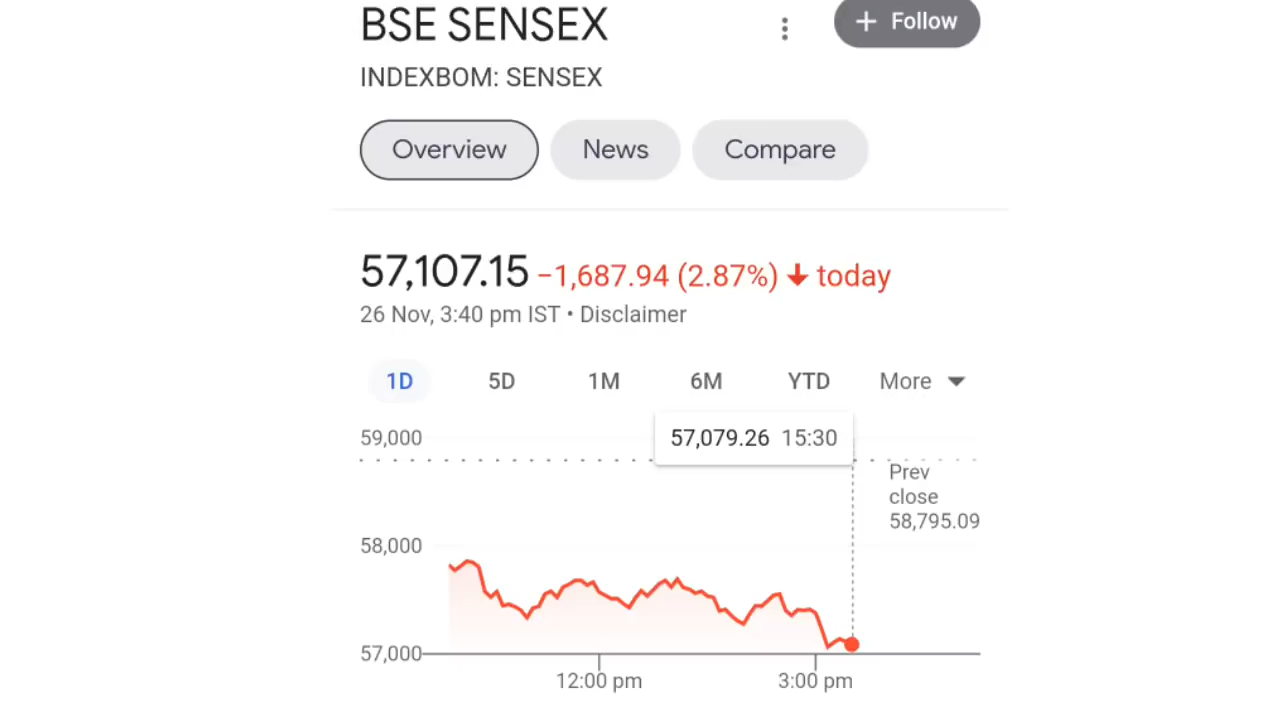 BSE SENSEX
+ Follow
INDEXBOM: SENSEX
Overview News Compare
57,107.15 −1,687.94 (2.87%) ↓ today
26 Nov, 3:40 pm IST • Disclaimer
1D 5D 1M 6M YTD More
59,000
57,079.26 15:30
Prev
close
58,795.09
58,000
57,000
12:00 pm 3:00 pm